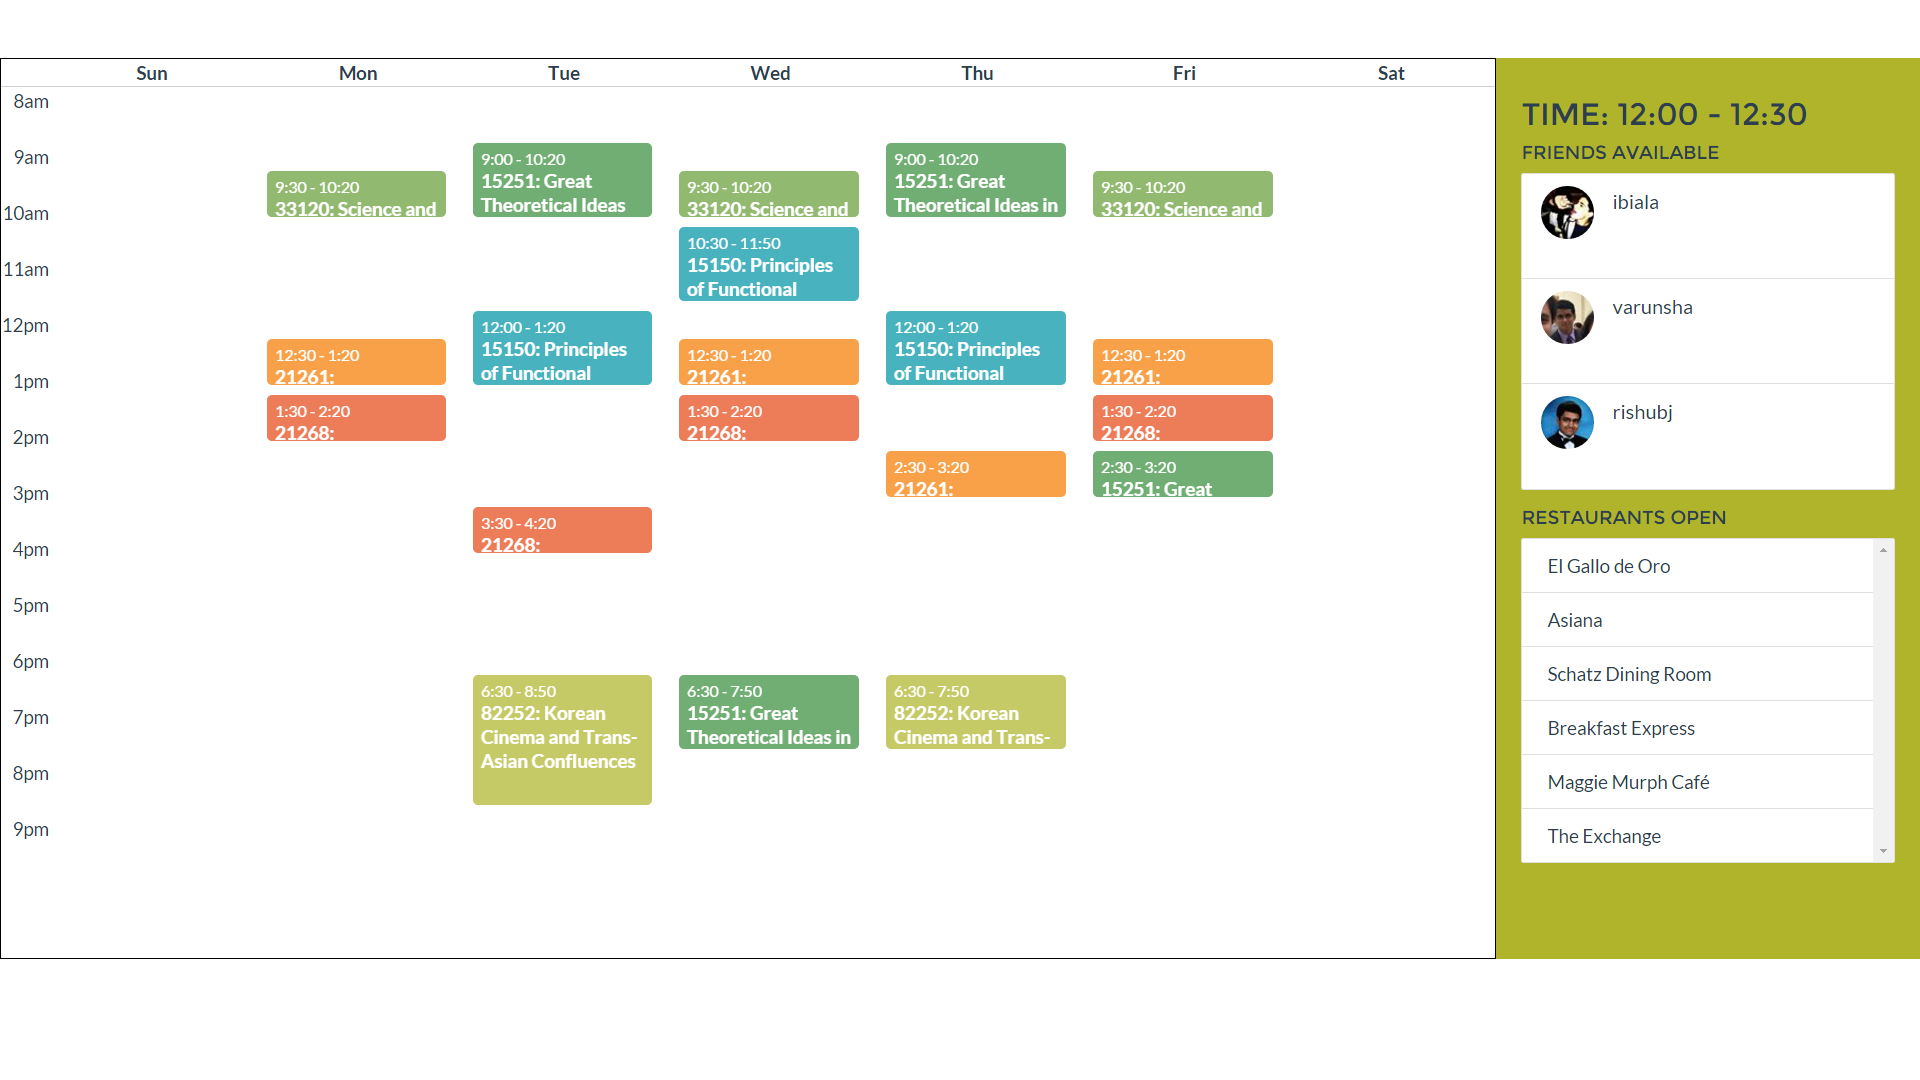 Sun Mon Tue Wed Thu Fri Sat
8am
9am
10am
11am
12pm
1pm
2pm
3pm
4pm
5pm
6pm
7pm
8pm
9pm
9:30 - 10:20
33120: Science and
12:30 - 1:20
21261:
1:30 - 2:20
21268:
9:00 - 10:20
15251: Great
Theoretical Ideas
12:00 - 1:20
15150: Principles
of Functional
3:30 - 4:20
21268:
6:30 - 8:50
82252: Korean
Cinema and Trans-
Asian Confluences
9:30 - 10:20
33120: Science and
10:30 - 11:50
15150: Principles
of Functional
12:30 - 1:20
21261:
1:30 - 2:20
21268:
6:30 - 7:50
15251: Great
Theoretical Ideas in
9:00 - 10:20
15251: Great
Theoretical Ideas in
12:00 - 1:20
15150: Principles
of Functional
2:30 - 3:20
21261:
6:30 - 7:50
82252: Korean
Cinema and Trans-
9:30 - 10:20
33120: Science and
12:30 - 1:20
21261:
1:30 - 2:20
21268:
2:30 - 3:20
15251: Great
TIME: 12:00 - 12:30
FRIENDS AVAILABLE
ibiala
varunsha
rishubj
RESTAURANTS OPEN
El Gallo de Oro
Asiana
Schatz Dining Room
Breakfast Express
Maggie Murph Café
The Exchange